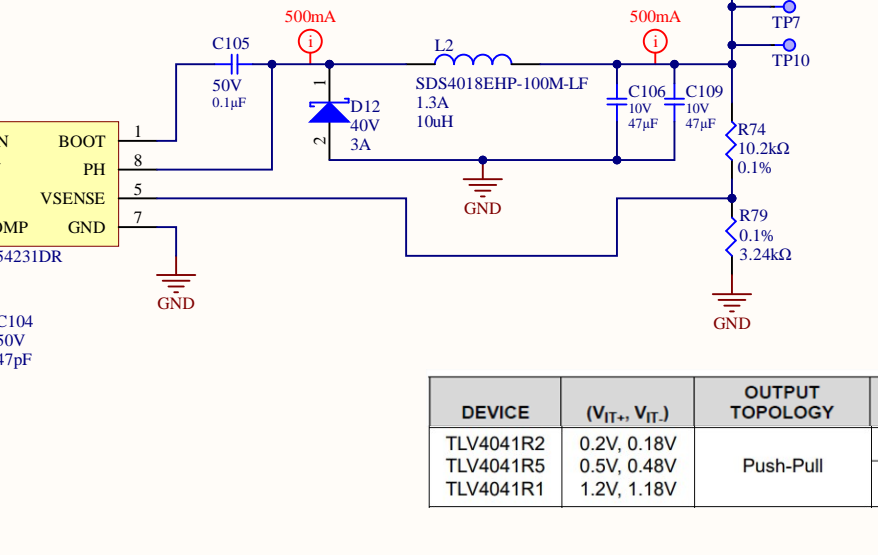 500mA
500mA
TP7
TP10
C105
50V
0.1µF
L2
SDS4018EHP-100M-LF
1.3A
10uH
1
2
D12
40V
3A
C106
10V
47µF
C109
10V
47µF
R74
10.2kΩ
0.1%
N BOOT 1
PH 8
VSENSE 5
OMP GND 7
54231DR
GND
GND
R79
0.1%
3.24kΩ
GND
C104
50V
47pF
DEVICE (VIT+, VIT-) OUTPUT TOPOLOGY
TLV4041R2 0.2V, 0.18V
TLV4041R5 0.5V, 0.48V Push-Pull
TLV4041R1 1.2V, 1.18V